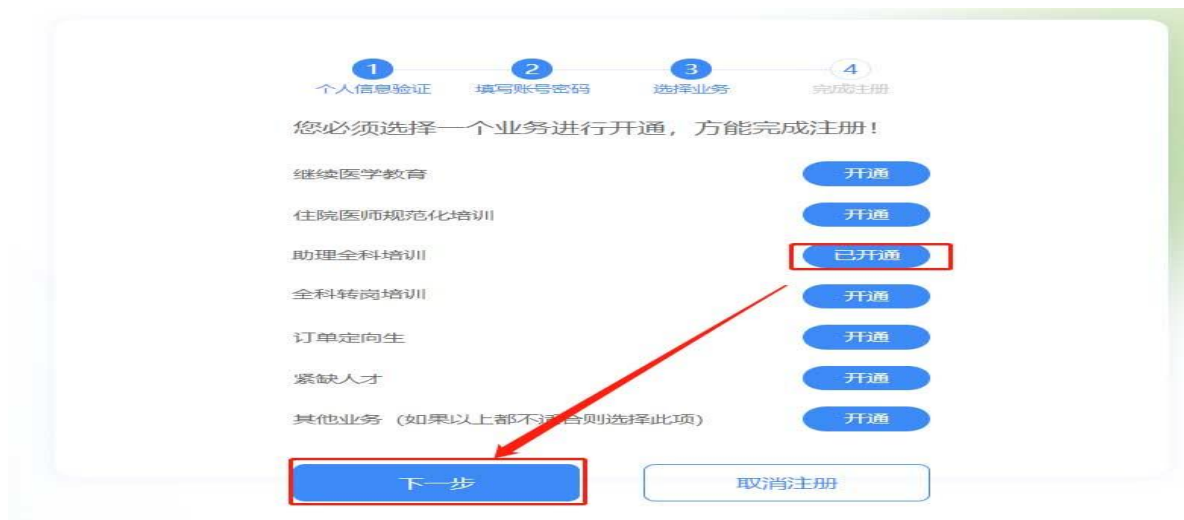 1 2 3 4
个人信息验证 填写账号密码 选择业务 完成注册
您必须选择一个业务进行开通，方能完成注册！
继续医学教育 开通
住院医师规范化培训 开通
助理全科培训 已开通
全科转岗培训 开通
订单定向生 开通
紧缺人才 开通
其他业务（如果以上都不适合则选择此项） 开通
下一步 取消注册